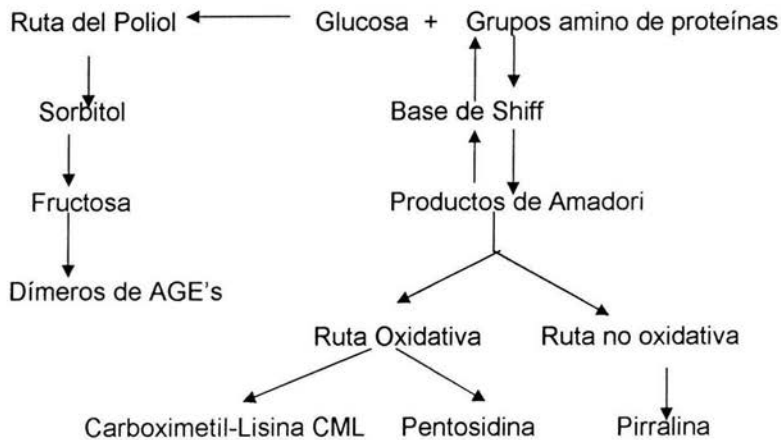 Ruta del Poliol Glucosa + Grupos amino de proteínas
Sorbitol Base de Shiff
Fructosa Productos de Amadori
Dímeros de AGE's
Ruta Oxidativa Ruta no oxidativa
Carboximetil-Lisina CML Pentosidina Pirralina